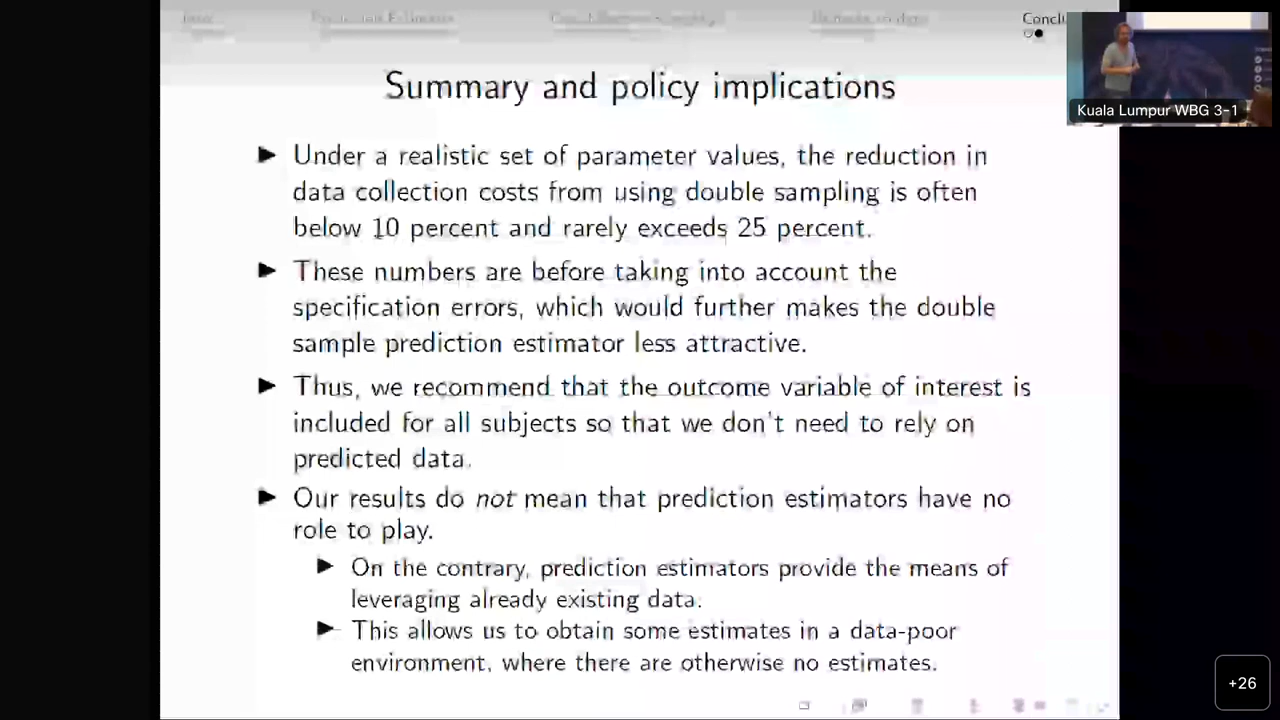 Summary and policy implications
Kuala Lumpur WBG 3-1
▶ Under a realistic set of parameter values, the reduction in
data collection costs from using double sampling is often
below 10 percent and rarely exceeds 25 percent.
▶ These numbers are before taking into account the
specification errors, which would further makes the double
sample prediction estimator less attractive.
▶ Thus, we recommend that the outcome variable of interest is
included for all subjects so that we don't need to rely on
predicted data.
▶ Our results do not mean that prediction estimators have no
role to play.
▶ On the contrary, prediction estimators provide the means of
leveraging already existing data.
▶ This allows us to obtain some estimates in a data-poor
environment, where there are otherwise no estimates.
+26